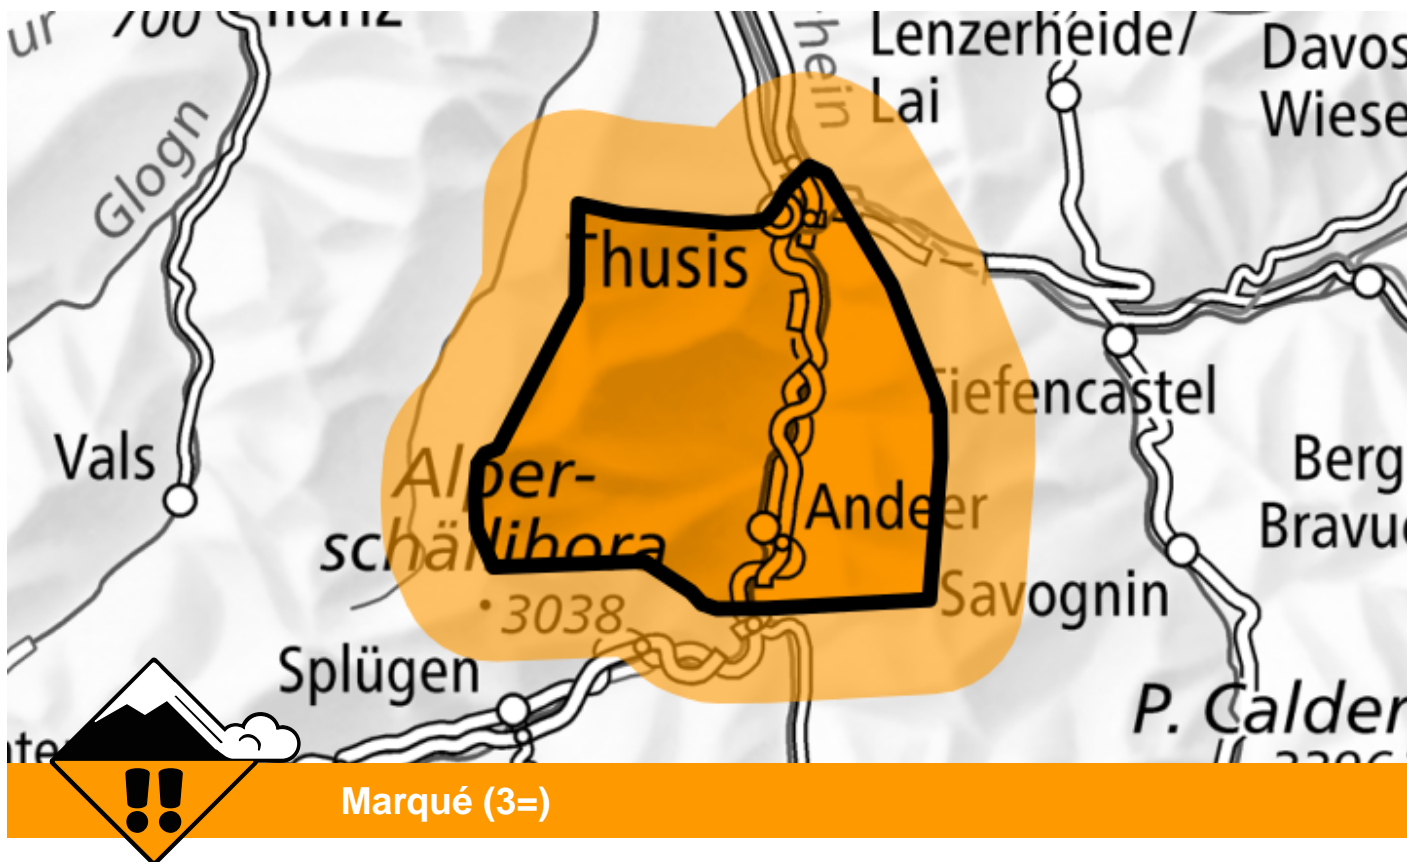 700
Lenzerheide/
Lai
Davos
Wiese
Glogn
Thusis
Tiefencastel
Vals
Alper-
schällihora
3038
Andeer
Berg
Bravu
Savognin
Splügen
P. Calder
Marqué (3=)